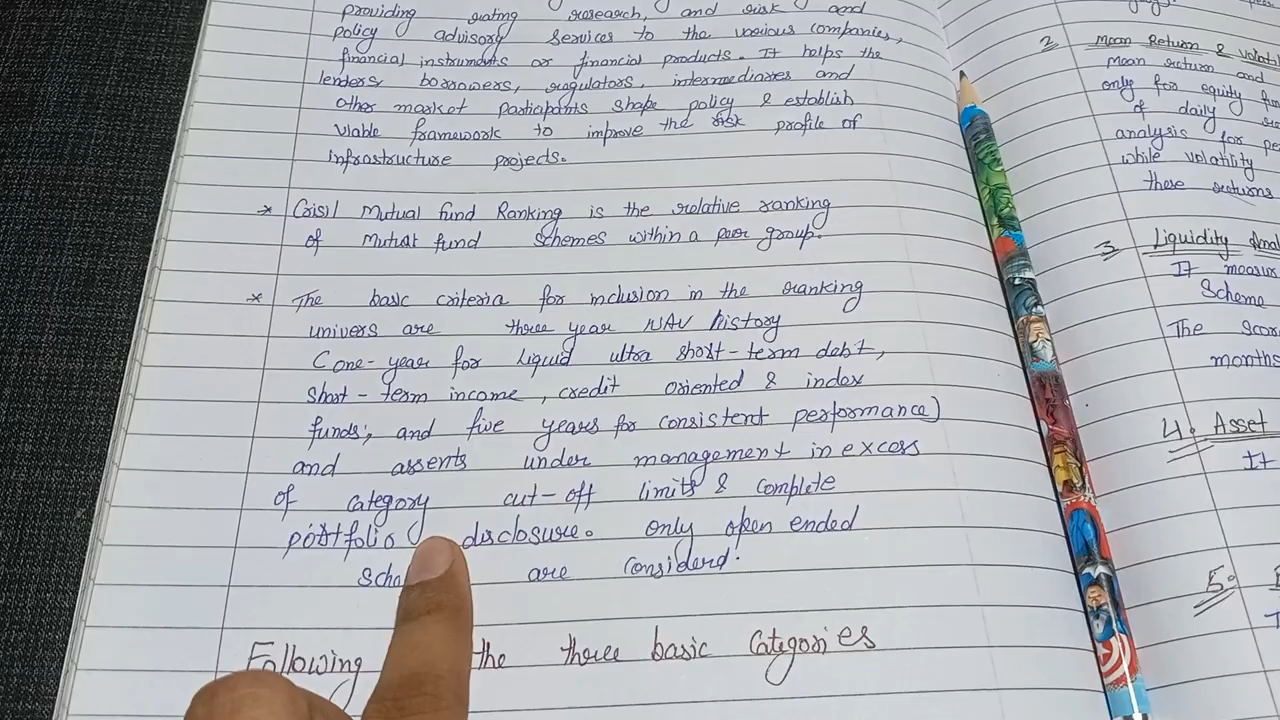 providing rating research, and risk and
policy advisory services to the various companies,
financial instruments or financial products. It helps the
lenders, borrowers, regulators, intermediaries and
other market participants shape policy & establish
viable framework to improve the risk profile of
infrastructure projects.
* Crisil Mutual fund Ranking is the relative ranking
of Mutual fund Schemes within a peer group.
* The basic criteria for inclusion in the ranking
univers are three year NAV history
C one-year for Liquid ultra short-term debt,
short-term income, credit oriented & index
funds; and five years for consistent performance)
and assents under management in excess
of category cut-off limits & complete
portfolio disclosure. only open ended
Sch are considerd.
Following the three basic Categories
2 Mean Return & Volatil
Mean return and
only for equity fu
of daily
analysis for pe
while volatility
these returns
3 Liquidity Ana
It measur
Scheme
The Scor
months
4. Asset
It
5.